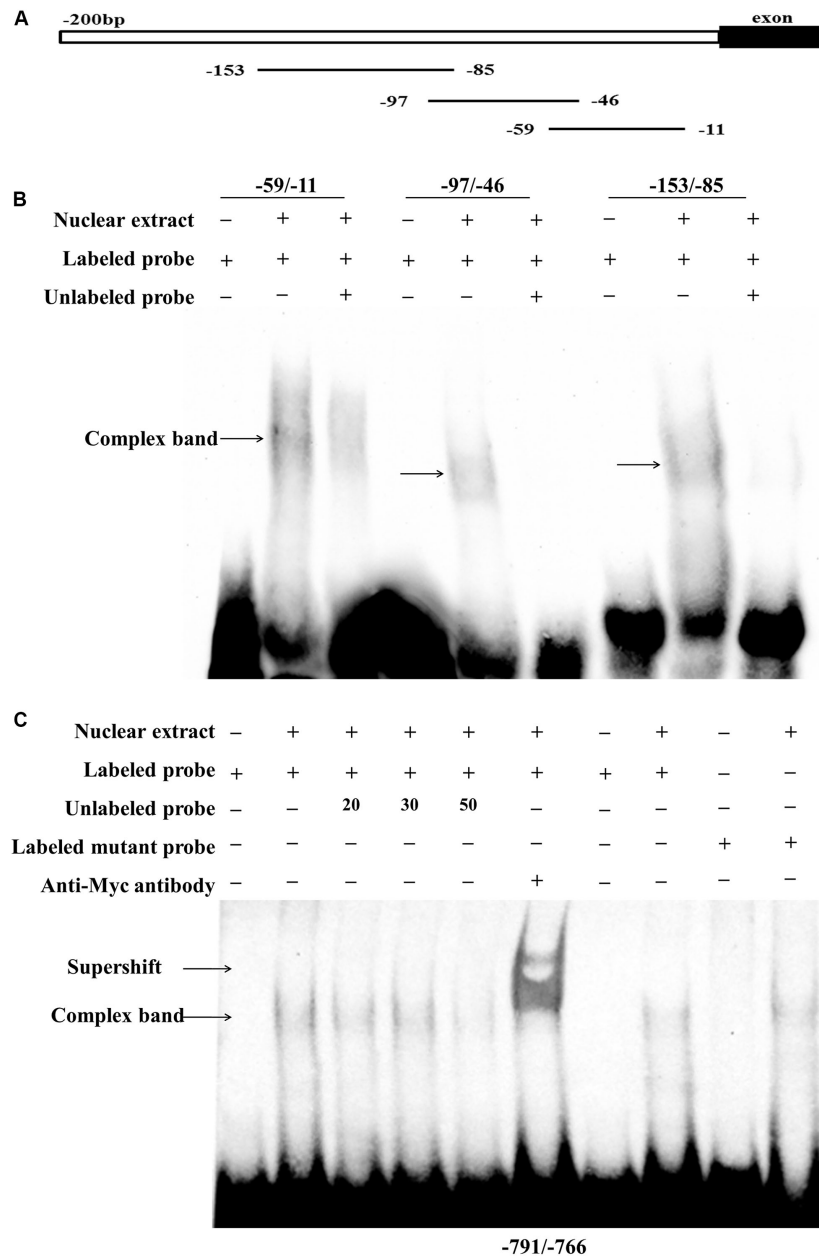 A
-200bp exon
-153 -85
-97 -46
-59 -11
B
-59/-11 -97/-46 -153/-85
Nuclear extract − + + − + + − + +
Labeled probe + + + + + + + + +
Unlabeled probe − − + − − + − − +
Complex band
C
Nuclear extract − + + + + + − + − +
Labeled probe + + + + + + + + − −
Unlabeled probe − − 20 30 50 − − − − −
Labeled mutant probe − − − − − − − − + +
Anti-Myc antibody − − − − − + − − − −
Supershift
Complex band
-791/-766